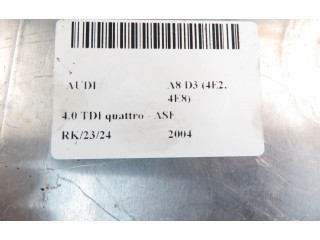 AUDI A8 D3 (4E2,
4E8)
4.0 TDI quattro - ASE
RK/23/24 2004